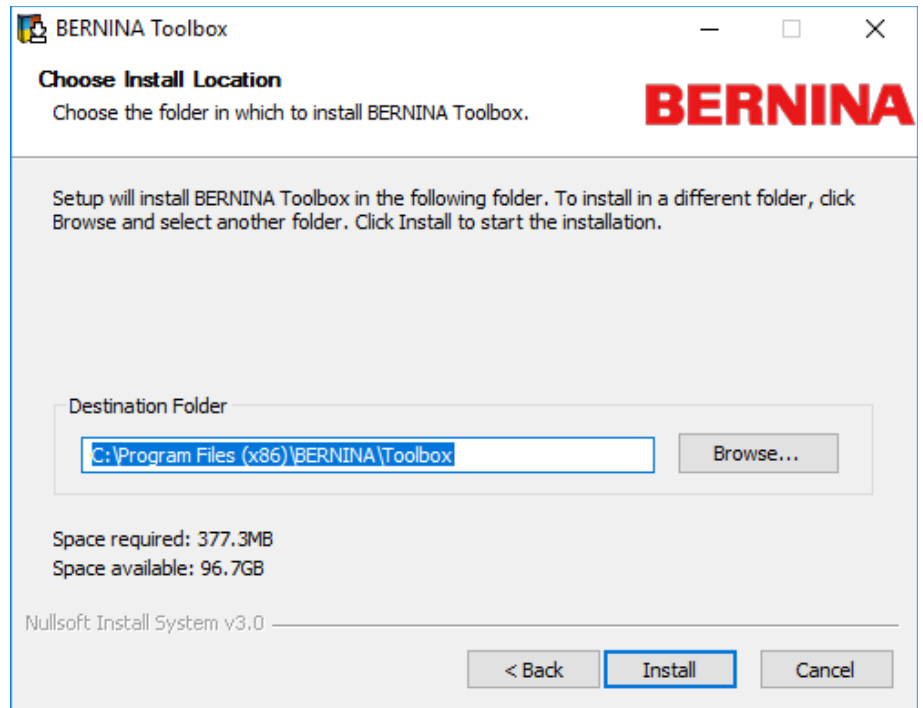 BERNINA Toolbox
Choose Install Location
Choose the folder in which to install BERNINA Toolbox.
BERNINA
Setup will install BERNINA Toolbox in the following folder. To install in a different folder, click
Browse and select another folder. Click Install to start the installation.
Destination Folder
C:\Program Files (x86)\BERNINA\Toolbox
Browse...
Space required: 377.3MB
Space available: 96.7GB
Nullsoft Install System v3.0
< Back
Install
Cancel